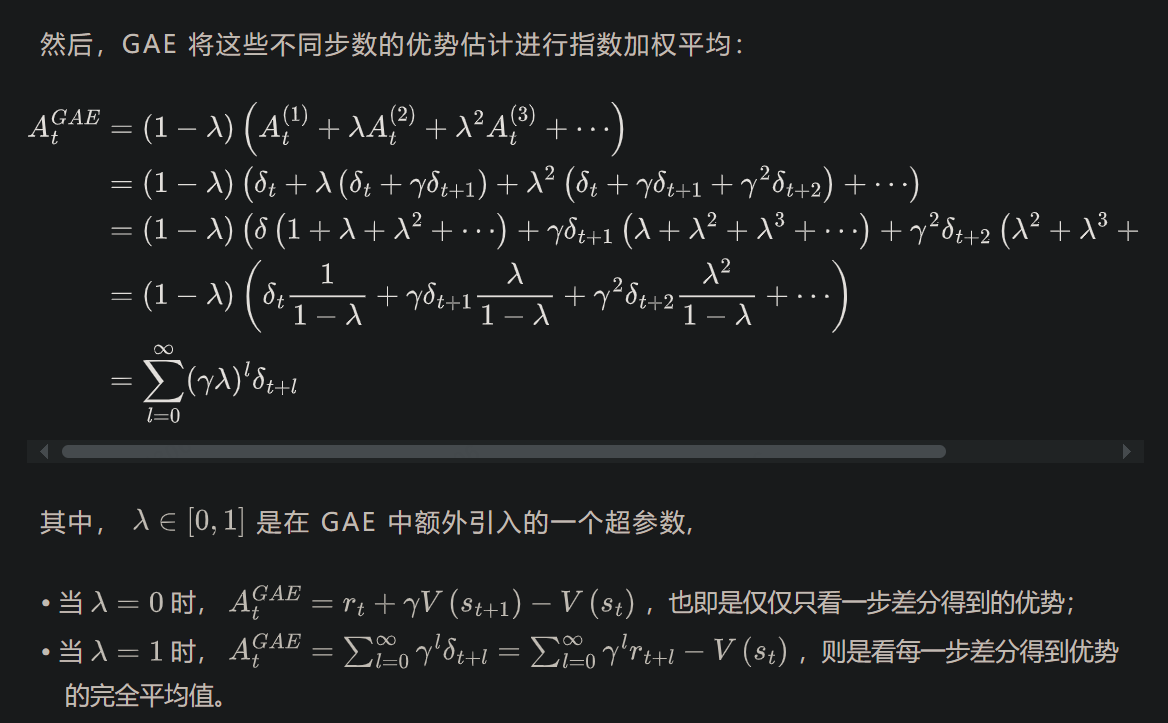 然后，GAE 将这些不同步数的优势估计进行指数加权平均：
$A_t^{GAE} = (1-\lambda)\left(A_t^{(1)} + \lambda A_t^{(2)} + \lambda^2 A_t^{(3)} + \cdots\right)$
$= (1-\lambda)\left(\delta_t + \lambda(\delta_t + \gamma\delta_{t+1}) + \lambda^2\left(\delta_t + \gamma\delta_{t+1} + \gamma^2\delta_{t+2}\right) + \cdots\right)$
$= (1-\lambda)\left(\delta\left(1 + \lambda + \lambda^2 + \cdots\right) + \gamma\delta_{t+1}\left(\lambda + \lambda^2 + \lambda^3 + \cdots\right) + \gamma^2\delta_{t+2}\left(\lambda^2 + \lambda^3 +\right.\right.$
$= (1-\lambda)\left(\delta_t\frac{1}{1-\lambda} + \gamma\delta_{t+1}\frac{\lambda}{1-\lambda} + \gamma^2\delta_{t+2}\frac{\lambda^2}{1-\lambda} + \cdots\right)$
$= \sum_{l=0}^{\infty}(\gamma\lambda)^l\delta_{t+l}$
其中， $\lambda \in [0,1]$ 是在 GAE 中额外引入的一个超参数,
• 当 $\lambda = 0$ 时， $A_t^{GAE} = r_t + \gamma V(s_{t+1}) - V(s_t)$ ，也即是仅仅只看一步差分得到的优势；
• 当 $\lambda = 1$ 时， $A_t^{GAE} = \sum_{l=0}^{\infty}\gamma^l\delta_{t+l} = \sum_{l=0}^{\infty}\gamma^l r_{t+l} - V(s_t)$ ，则是看每一步差分得到优势
的完全平均值。